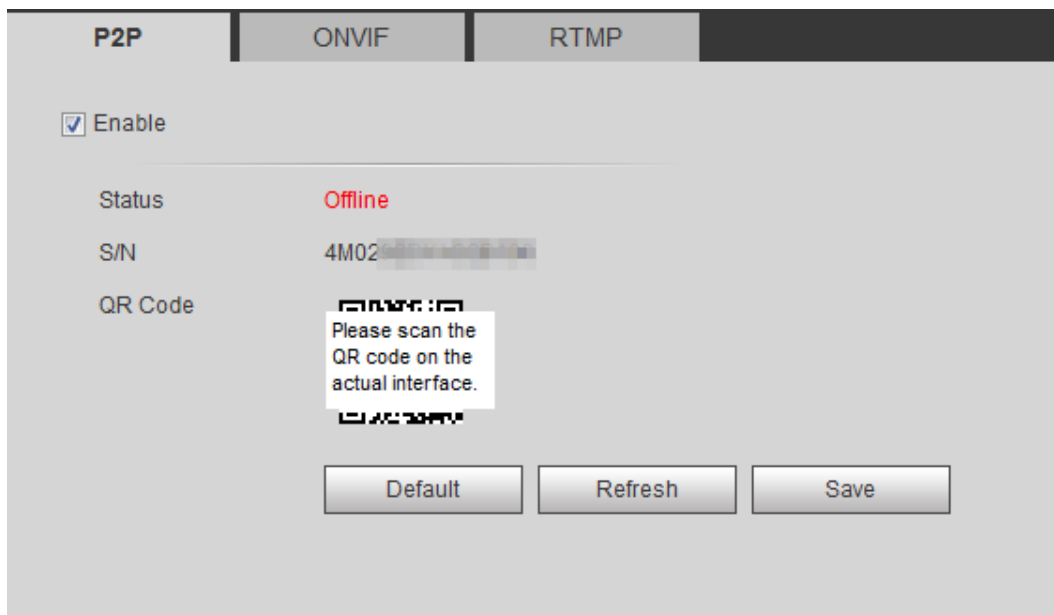 P2P ONVIF RTMP
Enable
Status Offline
S/N 4M02
QR Code
Please scan the
QR code on the
actual interface.
Default Refresh Save